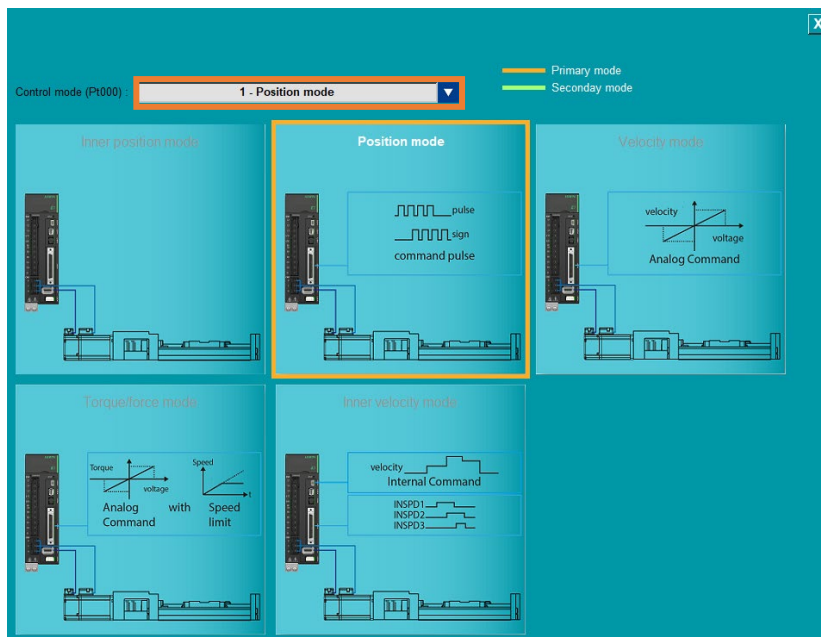 X
Primary mode
Seconday mode
Control mode (Pt000) :
1 - Position mode
Inner position mode
Position mode
pulse
sign
command pulse
Velocity mode
velocity
voltage
Analog Command
Torque/force mode
Torque
voltage
Speed
t
Analog with Speed
Command limit
Inner velocity mode
velocity
Internal Command
INSPD1
INSPD2
INSPD3